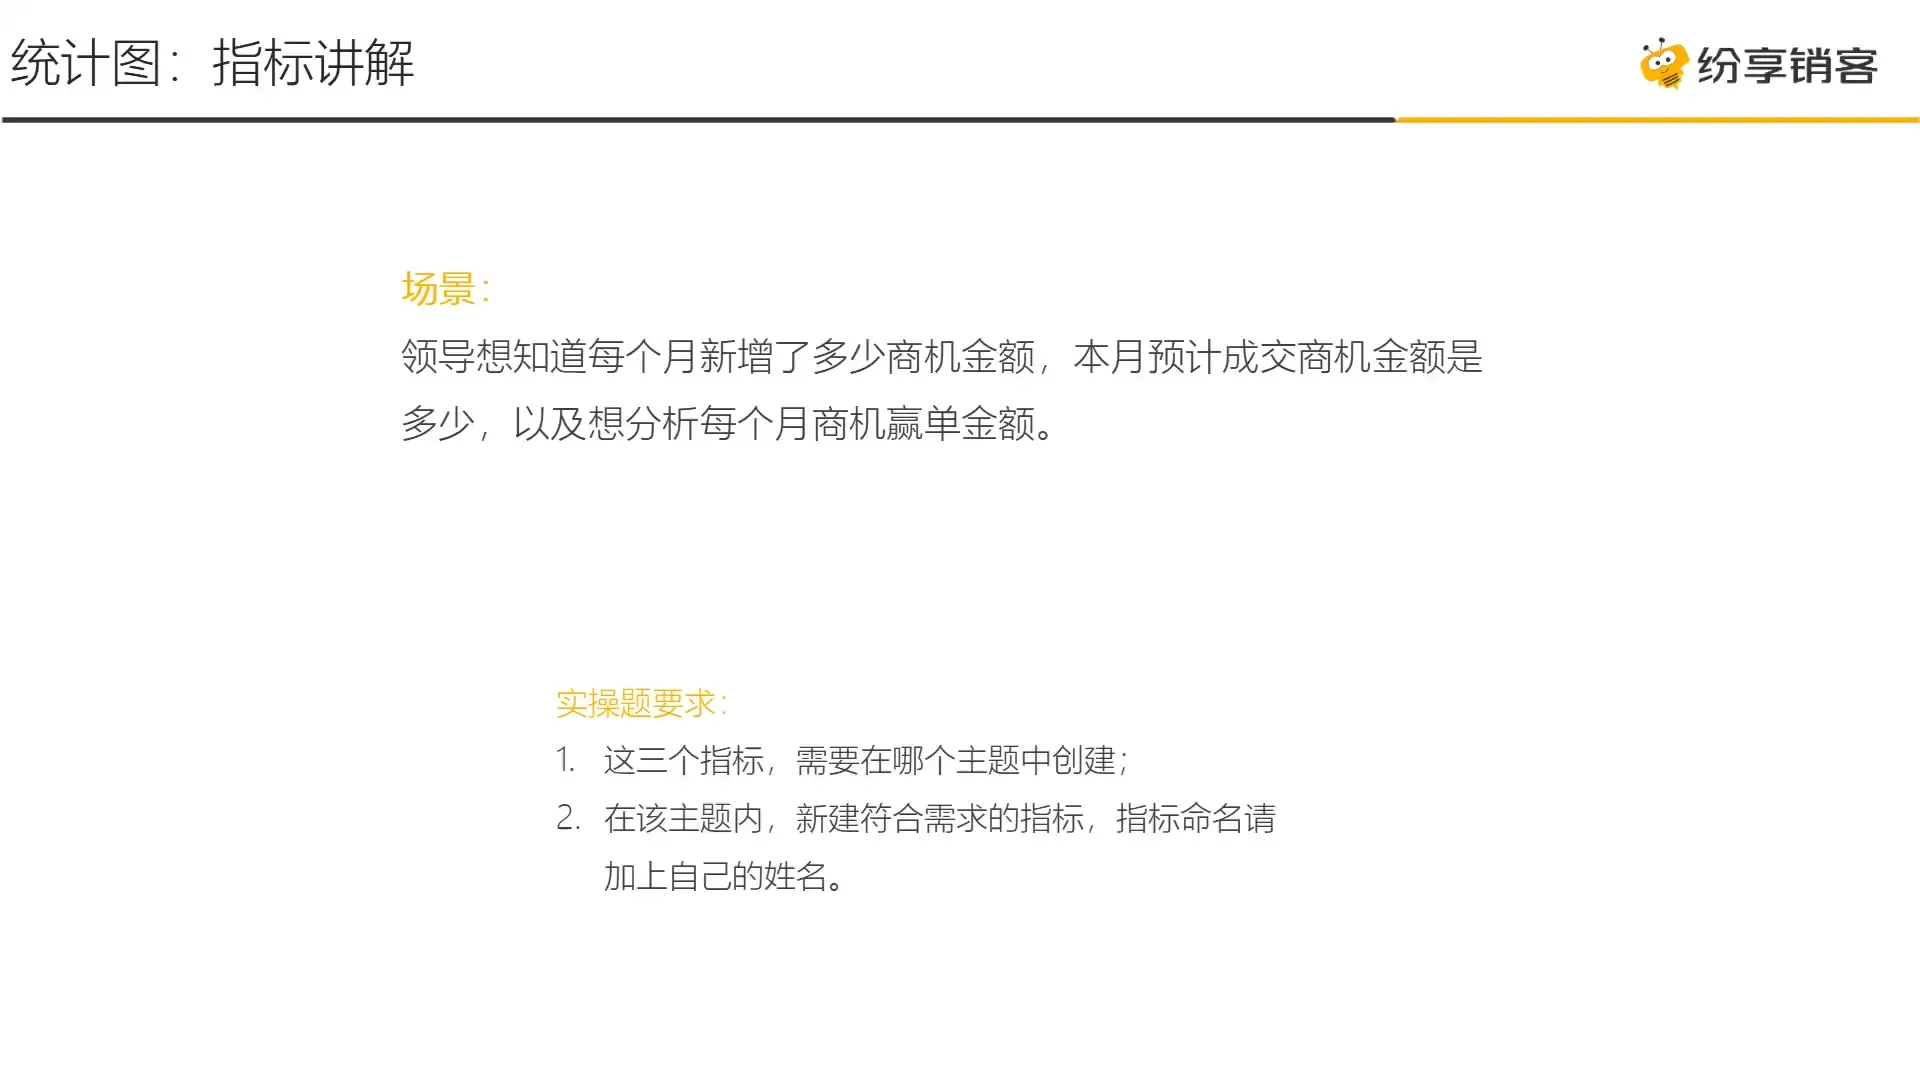 统计图：指标讲解
纷享销客
场景：
领导想知道每个月新增了多少商机金额，本月预计成交商机金额是
多少，以及想分析每个月商机赢单金额。
实操题要求：
1. 这三个指标，需要在哪个主题中创建；
2. 在该主题内，新建符合需求的指标，指标命名请
加上自己的姓名。